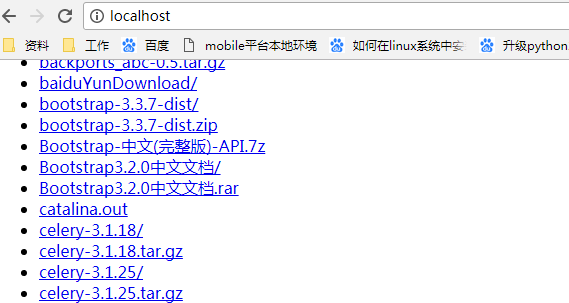 localhost
资料 工作 百度 mobile平台本地环境 如何在linux系统中安 升级python.
backports_abc-0.5.tar.gz
baiduYunDownload/
bootstrap-3.3.7-dist/
bootstrap-3.3.7-dist.zip
Bootstrap-中文(完整版)-API.7z
Bootstrap3.2.0中文文档/
Bootstrap3.2.0中文文档.rar
catalina.out
celery-3.1.18/
celery-3.1.18.tar.gz
celery-3.1.25/
celery-3.1.25.tar.gz